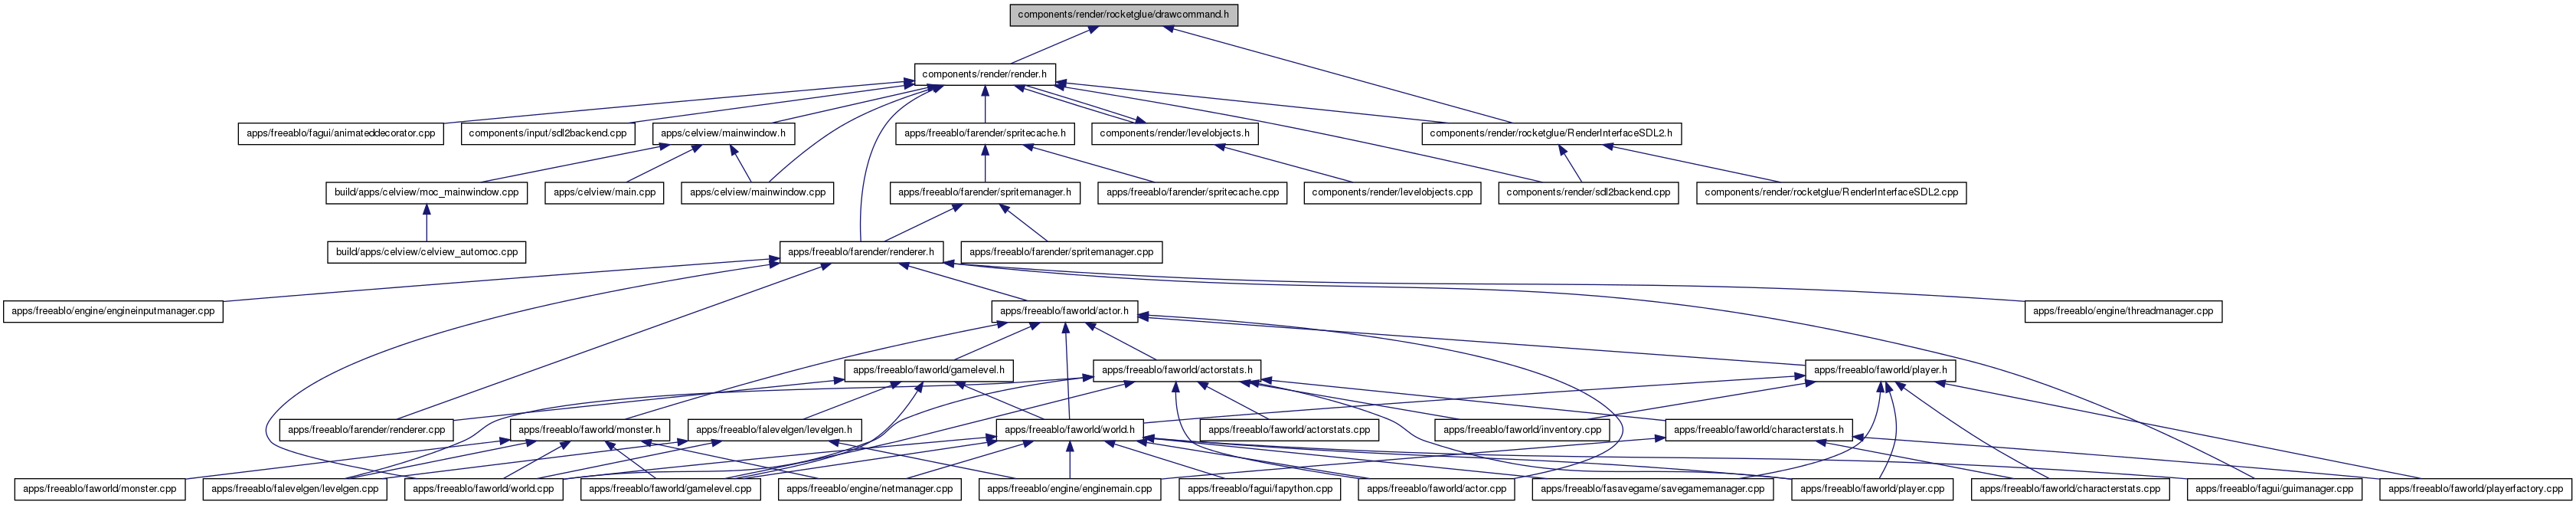 components/render/rocketglue/drawcommand.h
components/render/render.h
apps/freeablo/fagui/animateddecorator.cpp
components/input/sdl2backend.cpp
apps/celview/mainwindow.h
apps/freeablo/farender/spritecache.h
components/render/levelobjects.h
components/render/rocketglue/RenderInterfaceSDL2.h
build/apps/celview/moc_mainwindow.cpp
apps/celview/main.cpp
apps/celview/mainwindow.cpp
apps/freeablo/farender/spritemanager.h
apps/freeablo/farender/spritecache.cpp
components/render/levelobjects.cpp
components/render/sdl2backend.cpp
components/render/rocketglue/RenderInterfaceSDL2.cpp
build/apps/celview/celview_automoc.cpp
apps/freeablo/farender/renderer.h
apps/freeablo/farender/spritemanager.cpp
apps/freeablo/engine/engineinputmanager.cpp
apps/freeablo/faworld/actor.h
apps/freeablo/engine/threadmanager.cpp
apps/freeablo/faworld/gamelevel.h
apps/freeablo/faworld/actorstats.h
apps/freeablo/faworld/player.h
apps/freeablo/farender/renderer.cpp
apps/freeablo/faworld/monster.h
apps/freeablo/falevelgen/levelgen.h
apps/freeablo/faworld/world.h
apps/freeablo/faworld/actorstats.cpp
apps/freeablo/faworld/inventory.cpp
apps/freeablo/faworld/characterstats.h
apps/freeablo/faworld/monster.cpp
apps/freeablo/falevelgen/levelgen.cpp
apps/freeablo/faworld/world.cpp
apps/freeablo/faworld/gamelevel.cpp
apps/freeablo/engine/netmanager.cpp
apps/freeablo/engine/enginemain.cpp
apps/freeablo/fagui/fapython.cpp
apps/freeablo/faworld/actor.cpp
apps/freeablo/fasavegame/savegamemanager.cpp
apps/freeablo/faworld/player.cpp
apps/freeablo/faworld/characterstats.cpp
apps/freeablo/fagui/guimanager.cpp
apps/freeablo/faworld/playerfactory.cpp